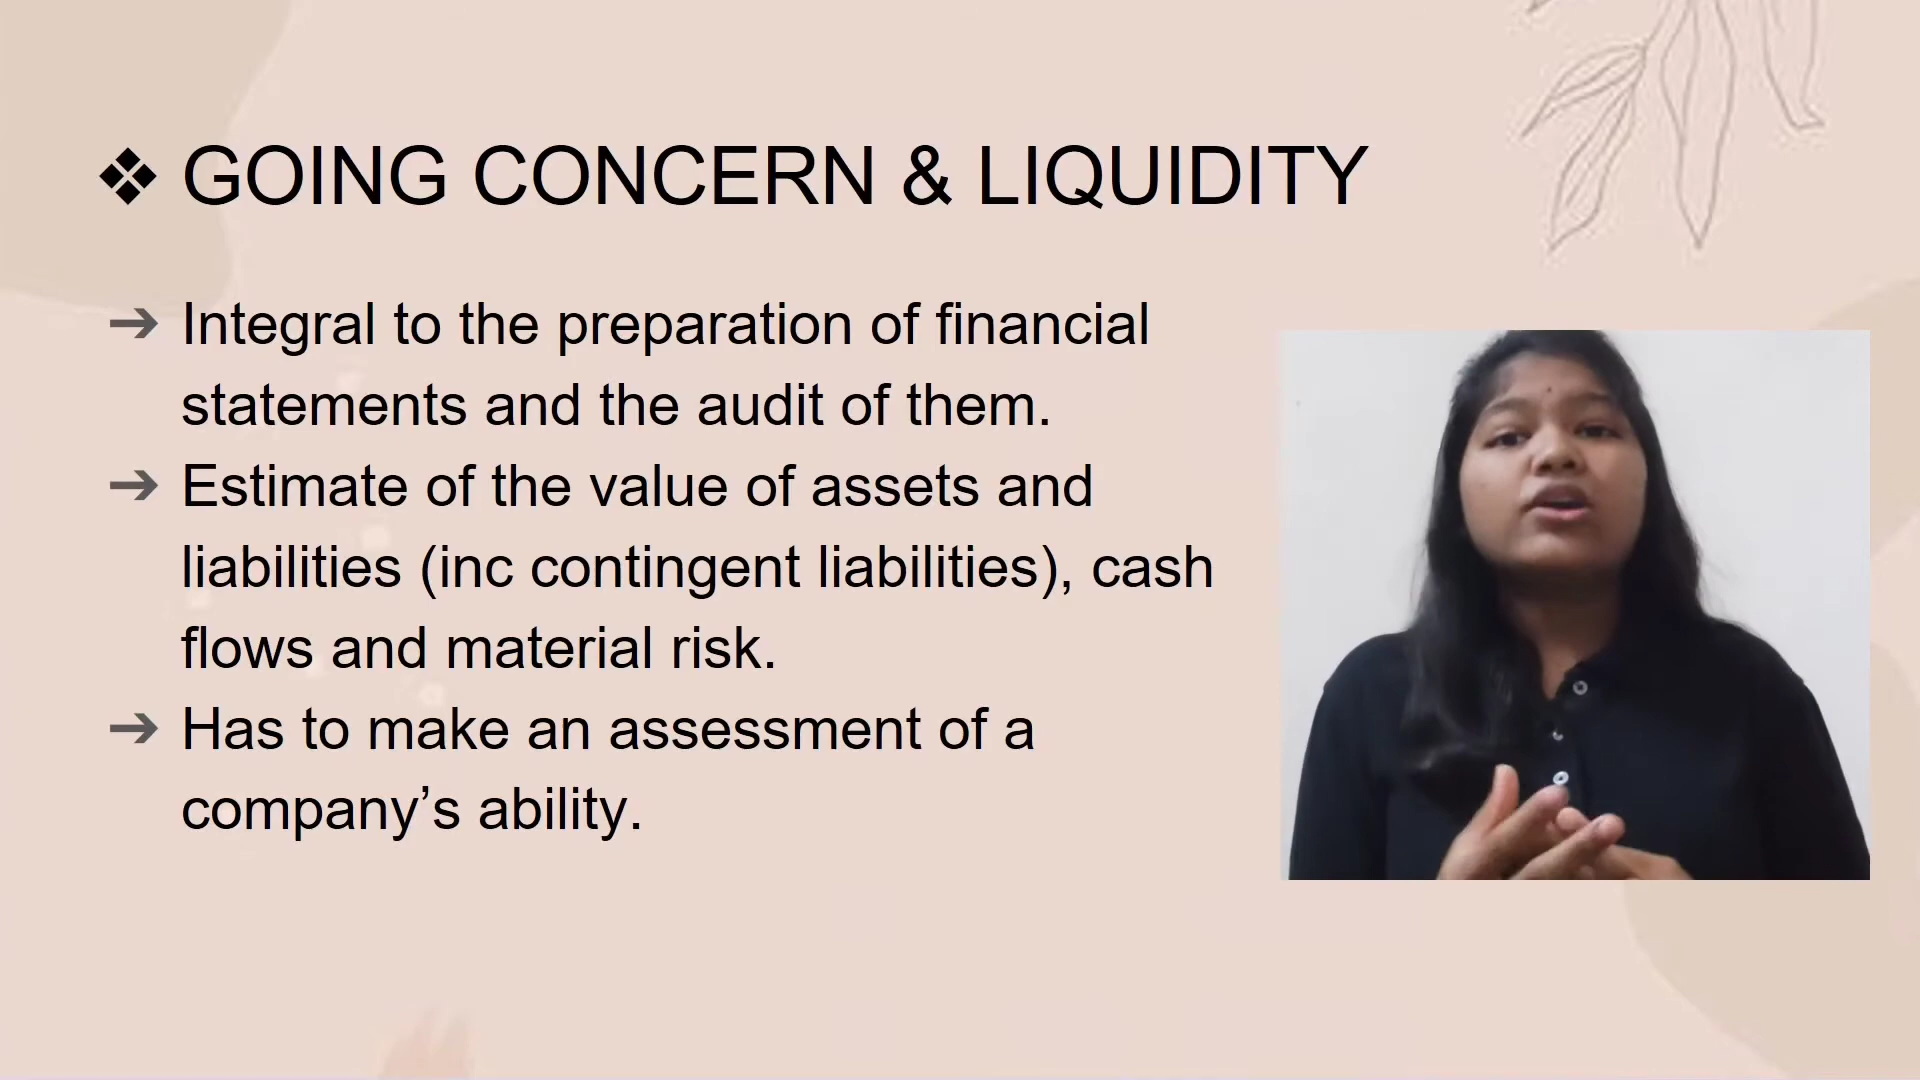 ❖ GOING CONCERN & LIQUIDITY
➔ Integral to the preparation of financial
statements and the audit of them.
➔ Estimate of the value of assets and
liabilities (inc contingent liabilities), cash
flows and material risk.
➔ Has to make an assessment of a
company’s ability.